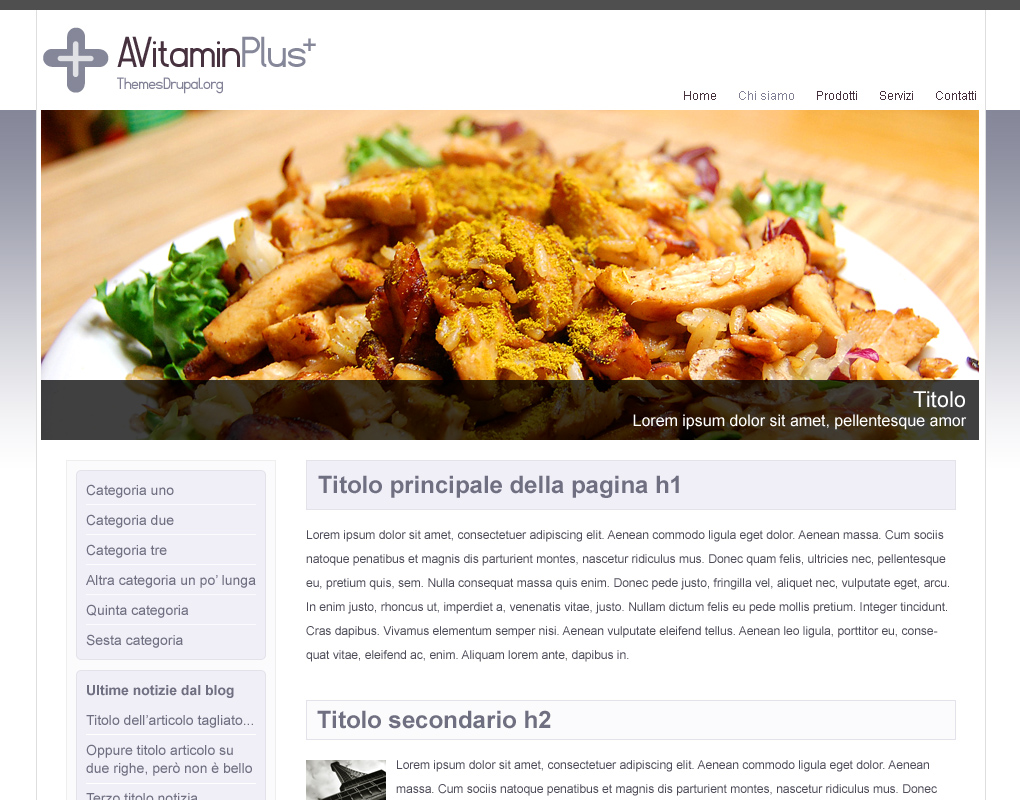 AVitaminPlus+
ThemesDrupal.org
Home Chi siamo Prodotti Servizi Contatti
Titolo
Lorem ipsum dolor sit amet, pellentesque amor
Categoria uno
Categoria due
Categoria tre
Altra categoria un po’ lunga
Quinta categoria
Sesta categoria
Ultime notizie dal blog
Titolo dell’articolo tagliato...
Oppure titolo articolo su
due righe, però non è bello
Terzo titolo notizia
Titolo principale della pagina h1
Lorem ipsum dolor sit amet, consectetuer adipiscing elit. Aenean commodo ligula eget dolor. Aenean massa. Cum sociis
natoque penatibus et magnis dis parturient montes, nascetur ridiculus mus. Donec quam felis, ultricies nec, pellentesque
eu, pretium quis, sem. Nulla consequat massa quis enim. Donec pede justo, fringilla vel, aliquet nec, vulputate eget, arcu.
In enim justo, rhoncus ut, imperdiet a, venenatis vitae, justo. Nullam dictum felis eu pede mollis pretium. Integer tincidunt.
Cras dapibus. Vivamus elementum semper nisi. Aenean vulputate eleifend tellus. Aenean leo ligula, porttitor eu, conse-
quat vitae, eleifend ac, enim. Aliquam lorem ante, dapibus in.
Titolo secondario h2
Lorem ipsum dolor sit amet, consectetuer adipiscing elit. Aenean commodo ligula eget dolor. Aenean
massa. Cum sociis natoque penatibus et magnis dis parturient montes, nascetur ridiculus mus. Donec